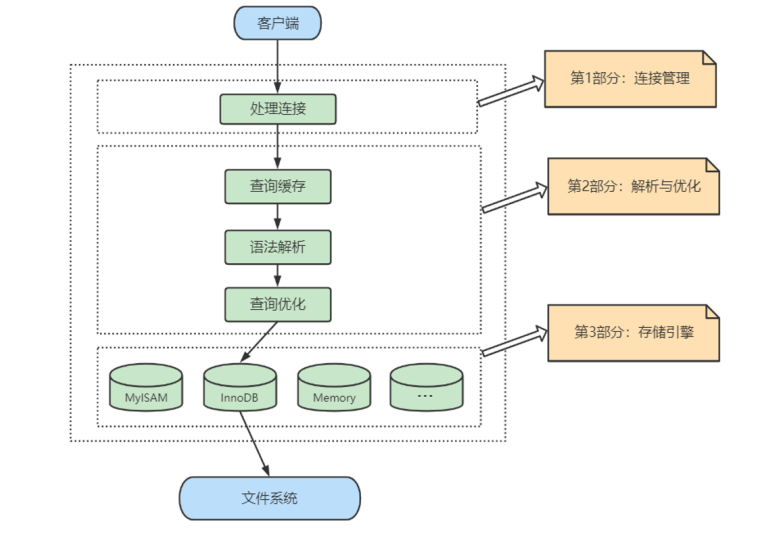 客户端
处理连接
第1部分：连接管理
查询缓存
第2部分：解析与优化
语法解析
查询优化
第3部分：存储引擎
MyISAM
InnoDB
Memory
...
文件系统